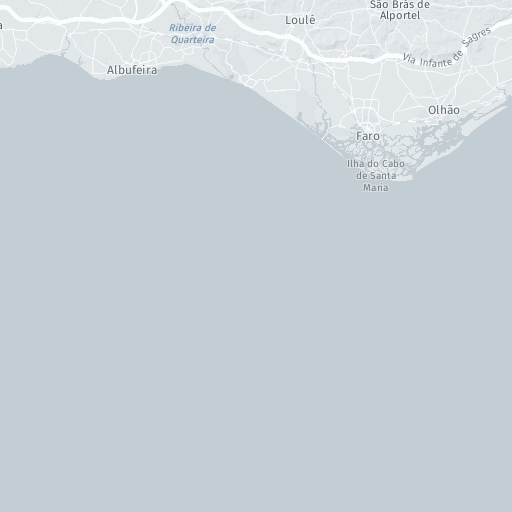 São Brás de
Alportel
Loulé
Ribeira de
Quarteira
Via Infante de Sagres
Albufeira
Olhão
Faro
Ilha do Cabo
de Santa
Maria